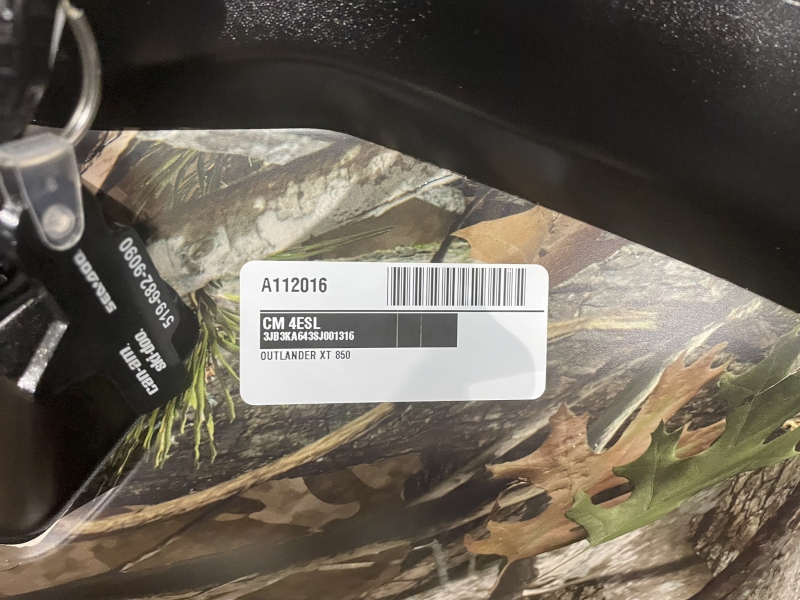 A112016
CM 4ESL
3JB3KA643SJ001316
OUTLANDER XT 850
519-682-9090
SEA-DOO
ski-doo.
can-am.